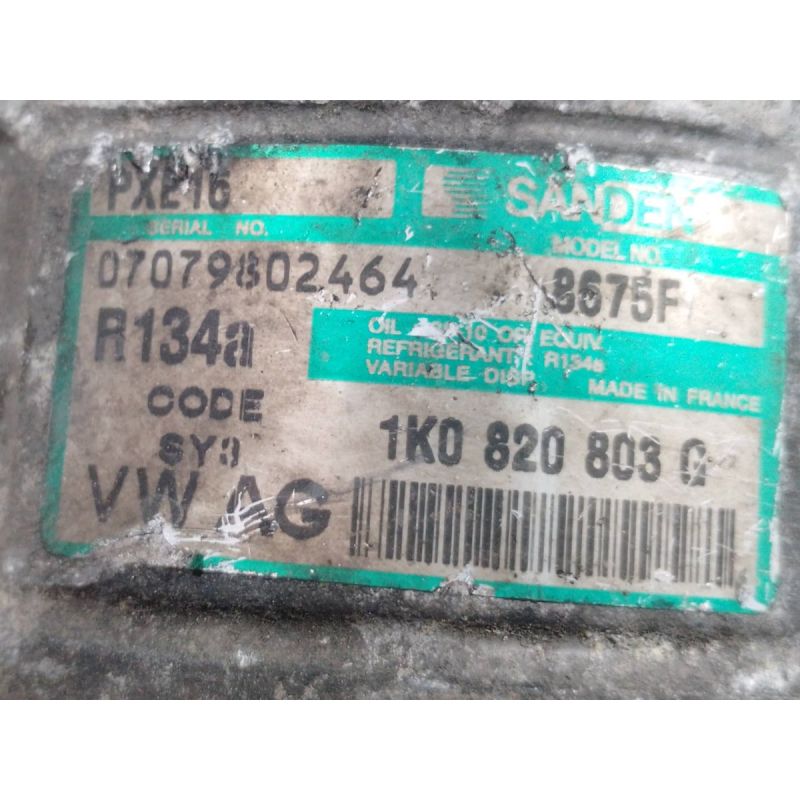 PXE16
SANDEN
SERIAL NO.
MODEL NO.
07079802464
8675F
R134a
OIL OR EQUIV.
REFRIGERANT R134a
VARIABLE DISP.
MADE IN FRANCE
CODE
1K0 820 803 G
VW AG